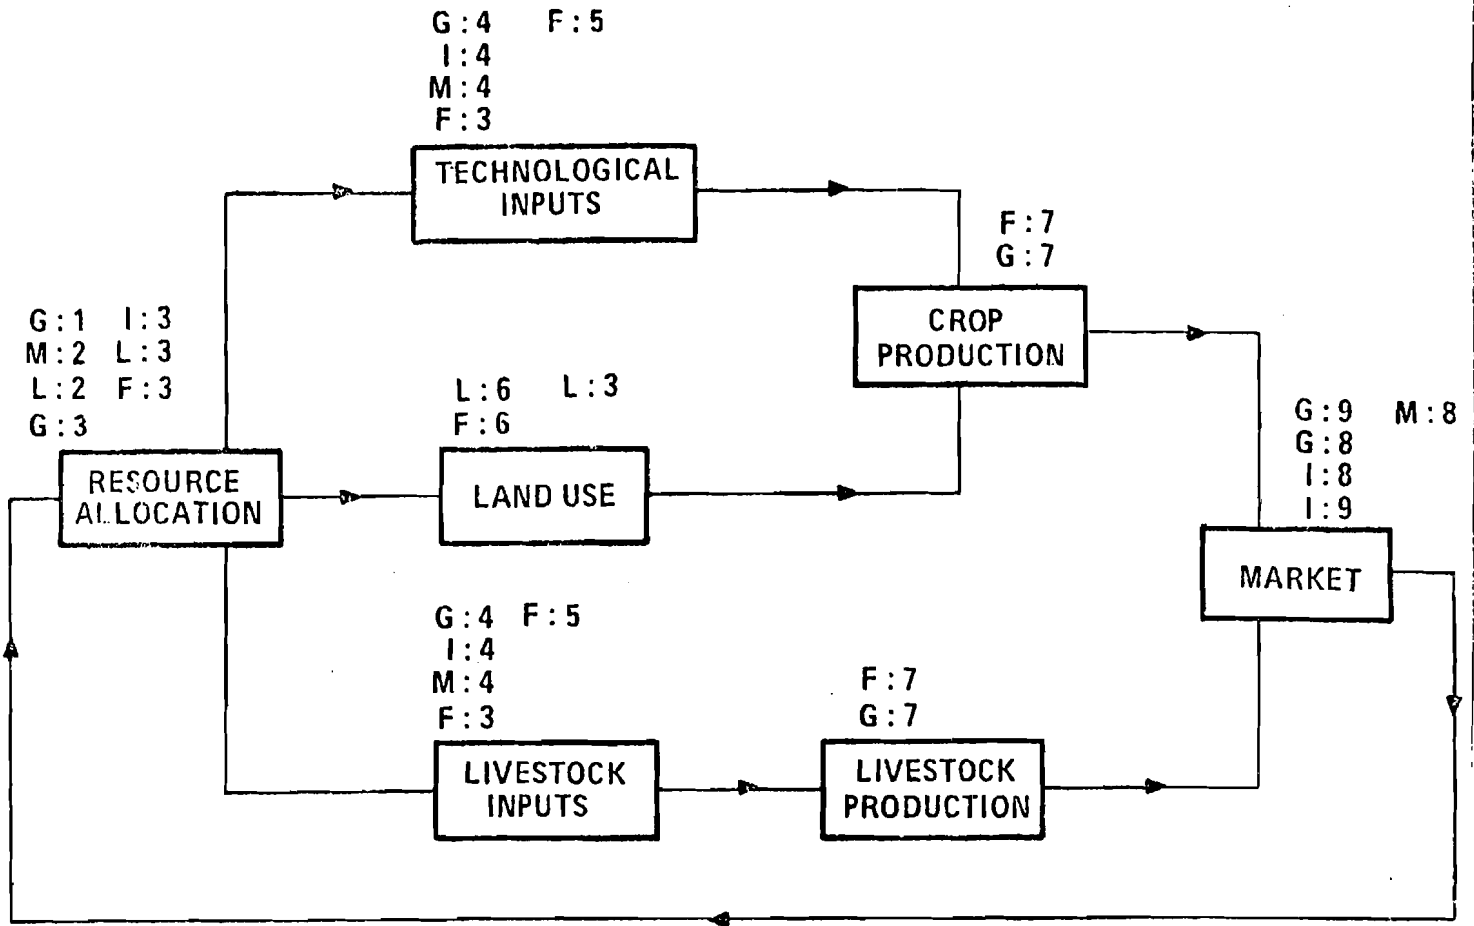 G:4 F:5
I:4
M:4
F:3
TECHNOLOGICAL
INPUTS
F:7
G:7
CROP
PRODUCTION
G:1 I:3
M:2 L:3
L:2 F:3
G:3
RESOURCE
ALLOCATION
L:6 L:3
F:6
LAND USE
G:9 M:8
G:8
I:8
I:9
MARKET
G:4 F:5
I:4
M:4
F:3
LIVESTOCK
INPUTS
F:7
G:7
LIVESTOCK
PRODUCTION